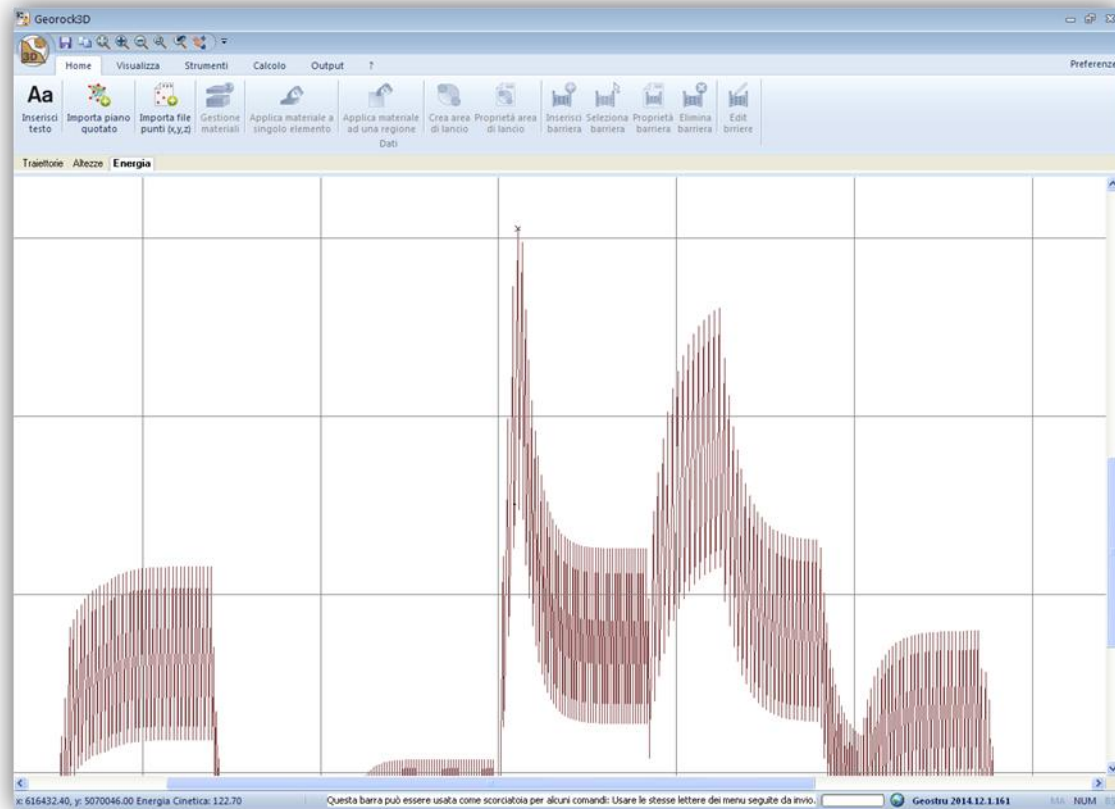 Georock3D
3D
Home Visualizza Strumenti Calcolo Output ? Preferenze
Aa
Inserisci testo
Importa piano quotato
Importa file punti (x,y,z)
Gestione materiali
Applica materiale a singolo elemento
Applica materiale ad una regione
Crea area di lancio
Proprietà area di lancio
Inserisci barriera
Seleziona barriera
Proprietà barriera
Elimina barriera
Edit brriere
Dati
Traiettorie Altezze Energia
x: 616432.40, y: 5070046.00 Energia Cinetica: 122.70 Questa barra può essere usata come scorciatoia per alcuni comandi: Usare le stesse lettere dei menu seguite da invio. Geostru 2014.12.1.161 MA NUM